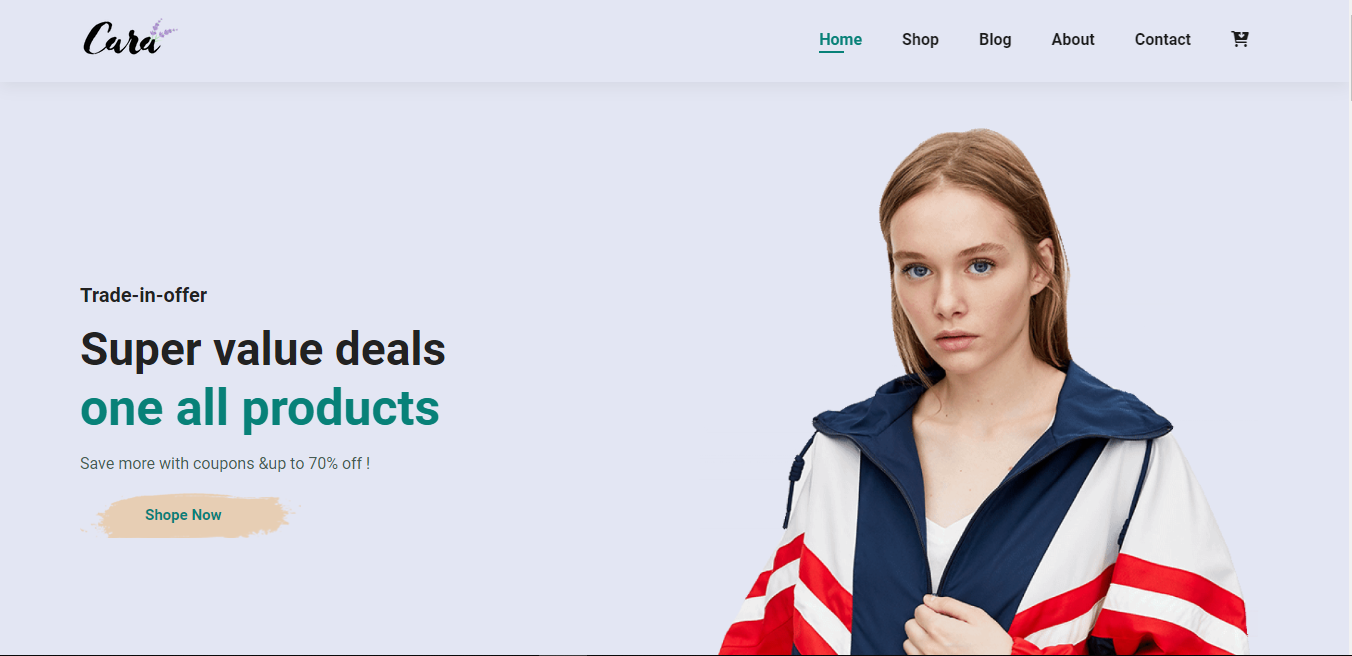 Cara
Home Shop Blog About Contact
Trade-in-offer
Super value deals
one all products
Save more with coupons &up to 70% off !
Shope Now